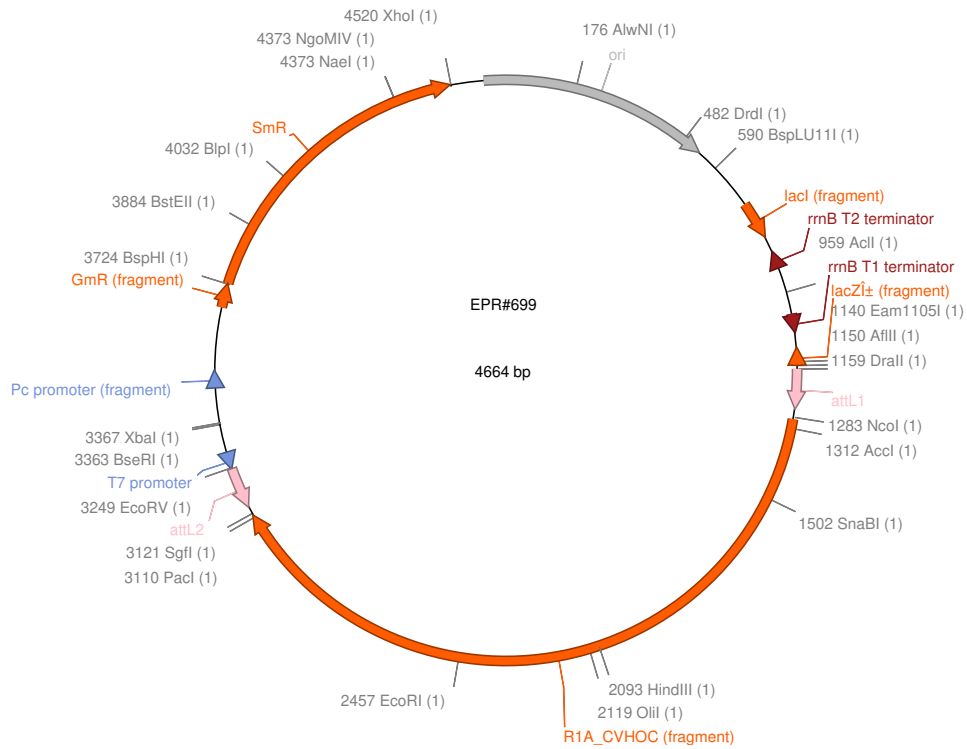 4520 XhoI (1)
4373 NgoMIV (1)
4373 NaeI (1)
176 AlwNI (1)
ori
482 DrdI (1)
590 BspLU11I (1)
SmR
4032 BlpI (1)
3884 BstEII (1)
3724 BspHI (1)
GmR (fragment)
lacI (fragment)
rrnB T2 terminator
959 AclI (1)
rrnB T1 terminator
lacZÎ± (fragment)
1140 Eam1105I (1)
1150 AflII (1)
1159 DraII (1)
EPR#699
4664 bp
Pc promoter (fragment)
attL1
1283 NcoI (1)
1312 AccI (1)
3367 XbaI (1)
3363 BseRI (1)
T7 promoter
3249 EcoRV (1)
attL2
3121 SgfI (1)
3110 PacI (1)
1502 SnaBI (1)
2457 EcoRI (1)
2093 HindIII (1)
2119 OliI (1)
R1A_CVHOC (fragment)